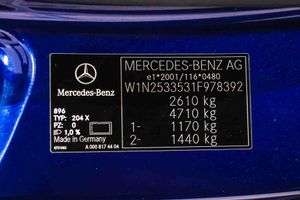 MERCEDES-BENZ AG
e1*2001/116*0480
W1N2533531F978392
2610 kg
4710 kg
1- 1170 kg
2- 1440 kg
Mercedes-Benz
896
TYP: 204 X
PZ: 0
1,0 %
Made in Germany
A 000 817 44 04